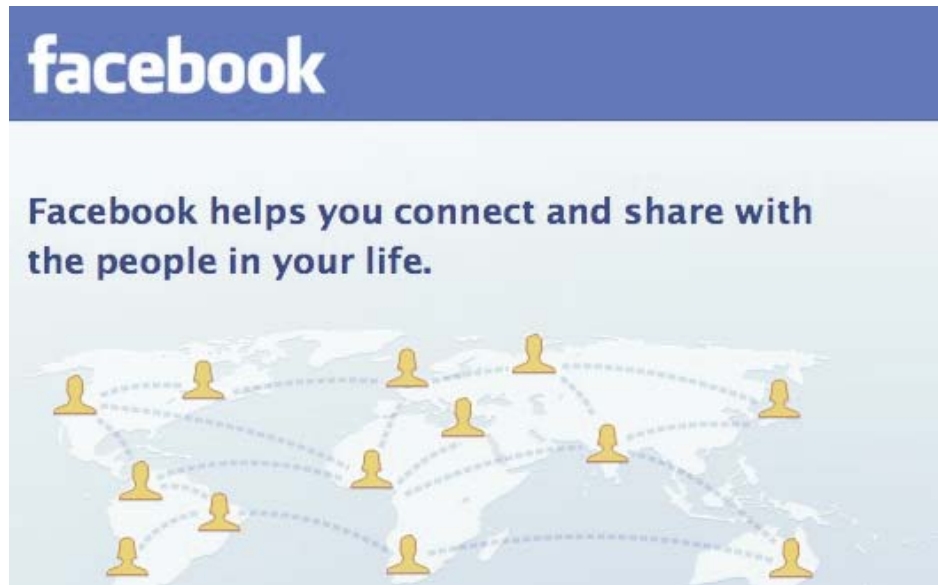 facebook
Facebook helps you connect and share with
the people in your life.